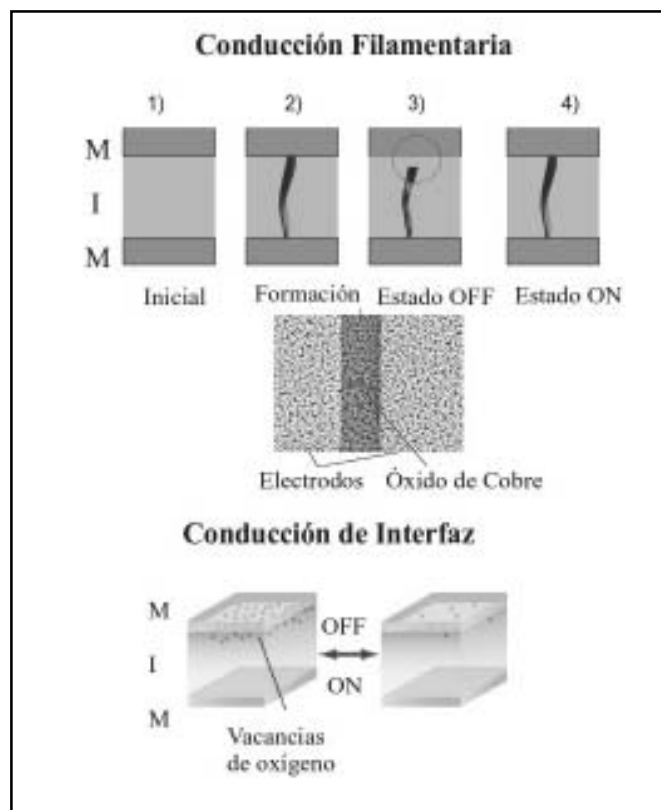 Conducción Filamentaria
1) 2) 3) 4)
M
I
M
Inicial Formación Estado OFF Estado ON
Electrodos Óxido de Cobre
Conducción de Interfaz
M
OFF
I
ON
M
Vacancias
de oxígeno